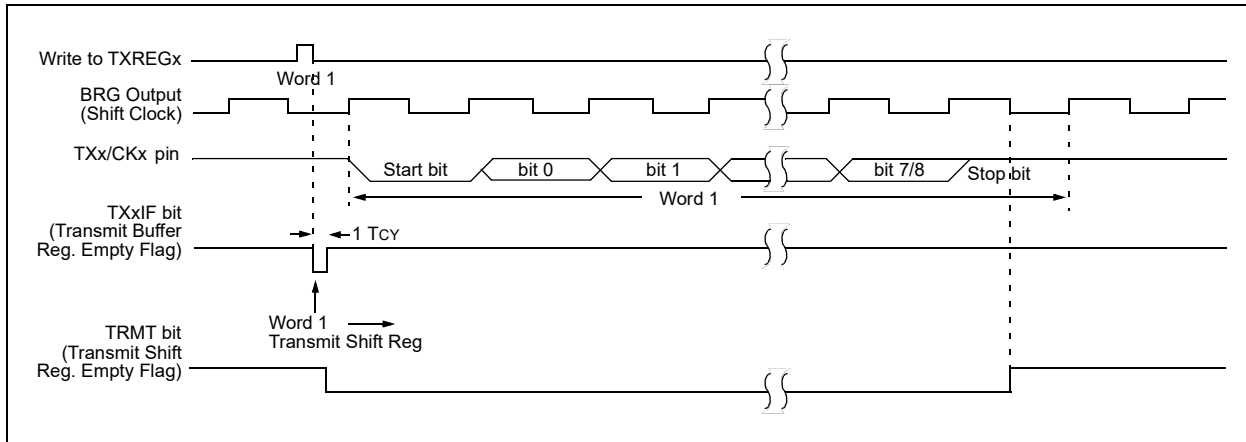 Write to TXREGx
Word 1
BRG Output
(Shift Clock)
TXx/CKx pin
Start bit
bit 0
bit 1
bit 7/8
Stop bit
Word 1
TXxIF bit
(Transmit Buffer
Reg. Empty Flag)
1 TCY
Word 1
Transmit Shift Reg
TRMT bit
(Transmit Shift
Reg. Empty Flag)